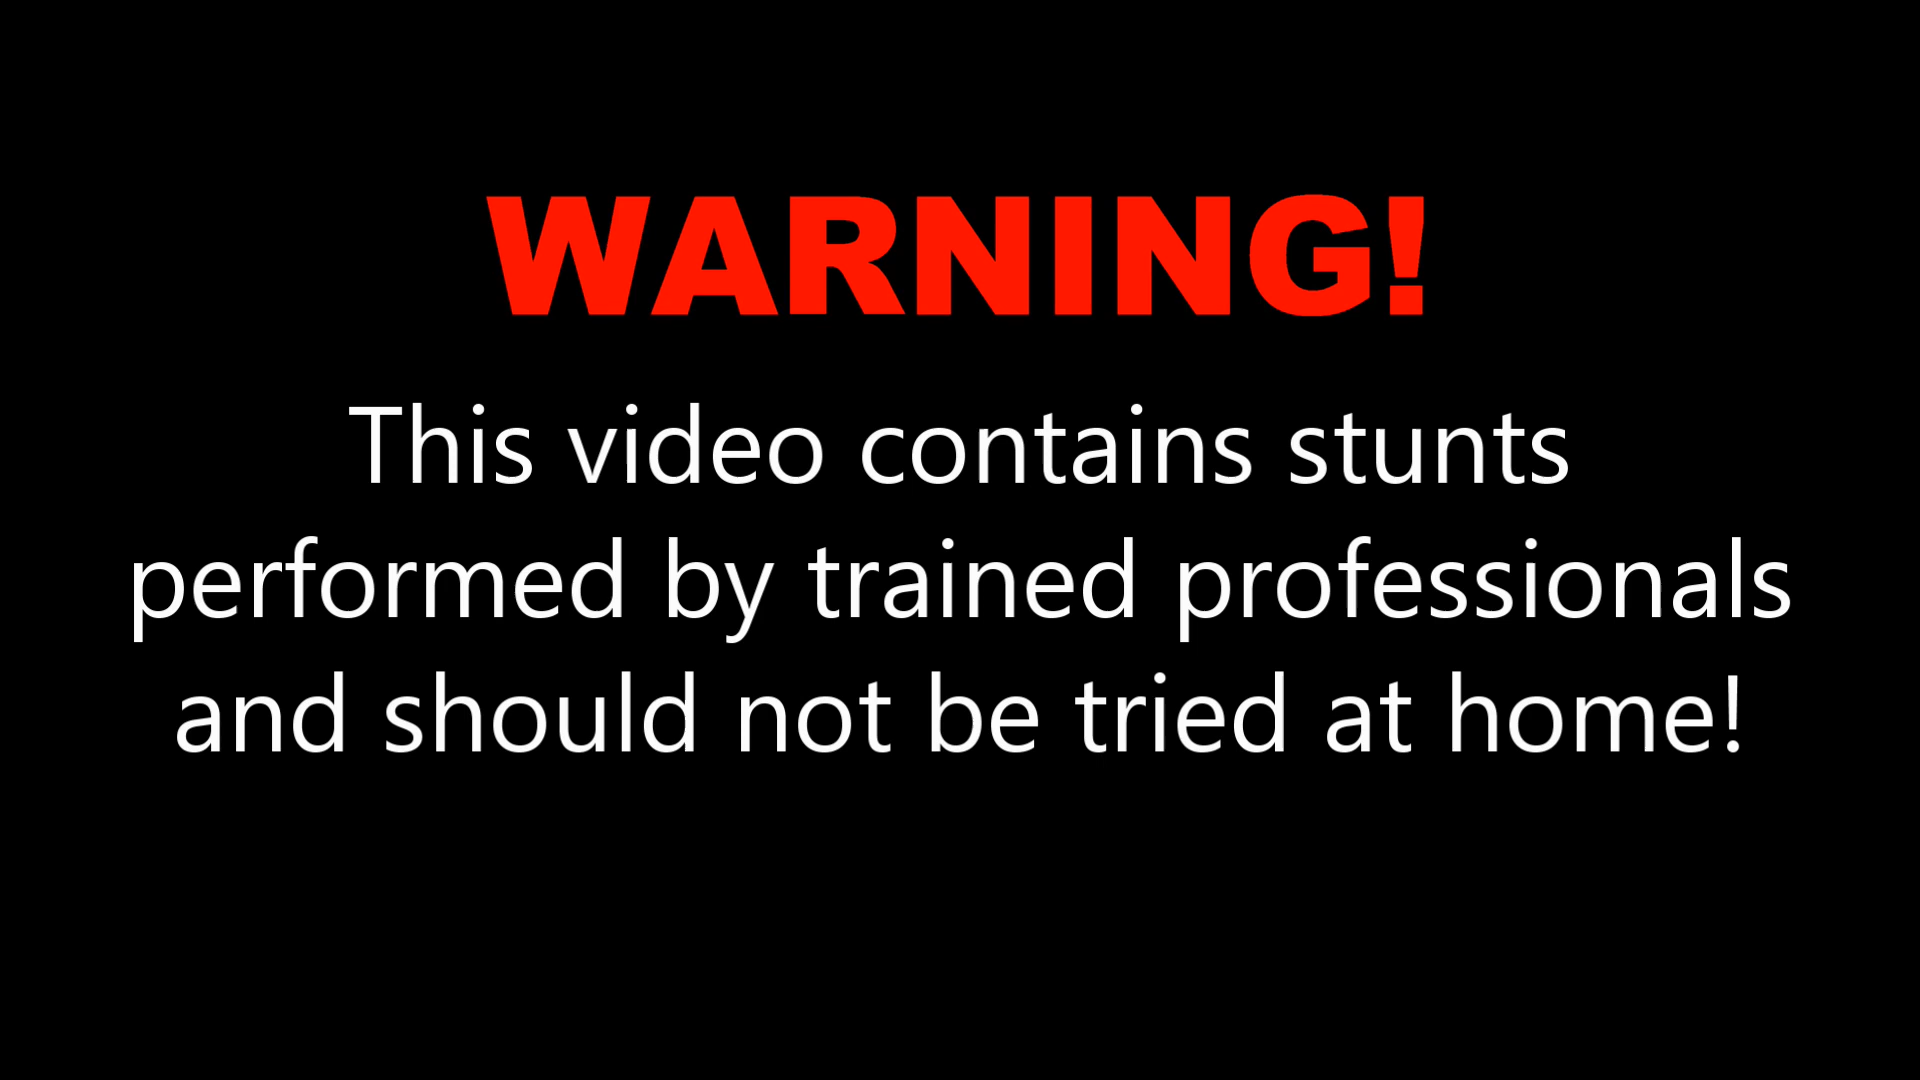 WARNING!
This video contains stunts
performed by trained professionals
and should not be tried at home!